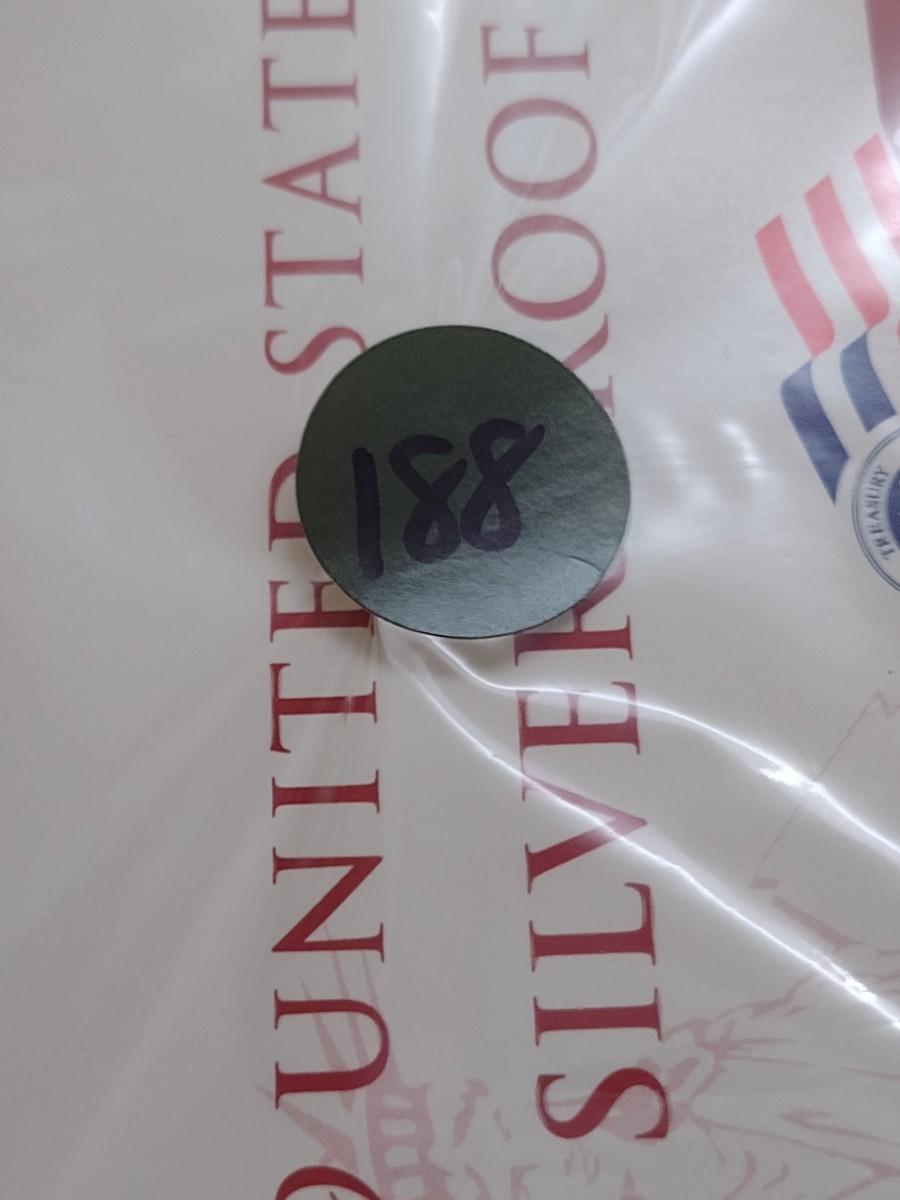 UNITED STATE
SILVER PROOF
188
TREASURY